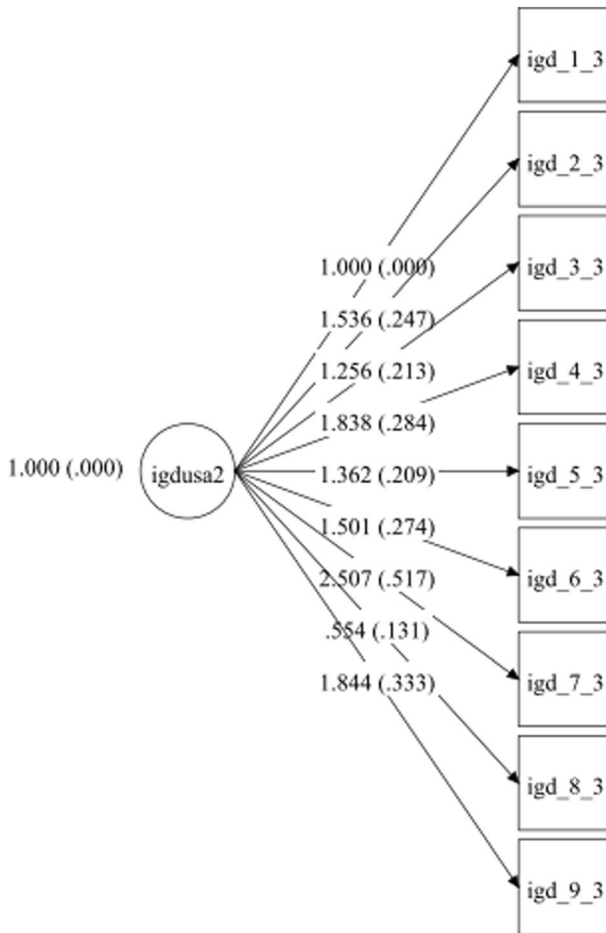 igd_1_3
igd_2_3
igd_3_3
igd_4_3
igd_5_3
igd_6_3
igd_7_3
igd_8_3
igd_9_3
1.000 (.000)
1.536 (.247)
1.256 (.213)
1.838 (.284)
1.362 (.209)
1.501 (.274)
2.507 (.517)
.554 (.131)
1.844 (.333)
1.000 (.000)
igdusa2